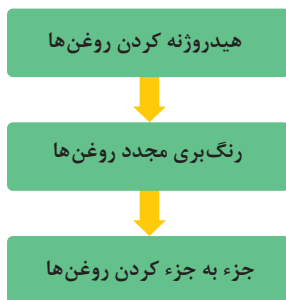 هیدروژنه کردن روغن‌ها
رنگ‌بری مجدد روغن‌ها
جزء به جزء کردن روغن‌ها